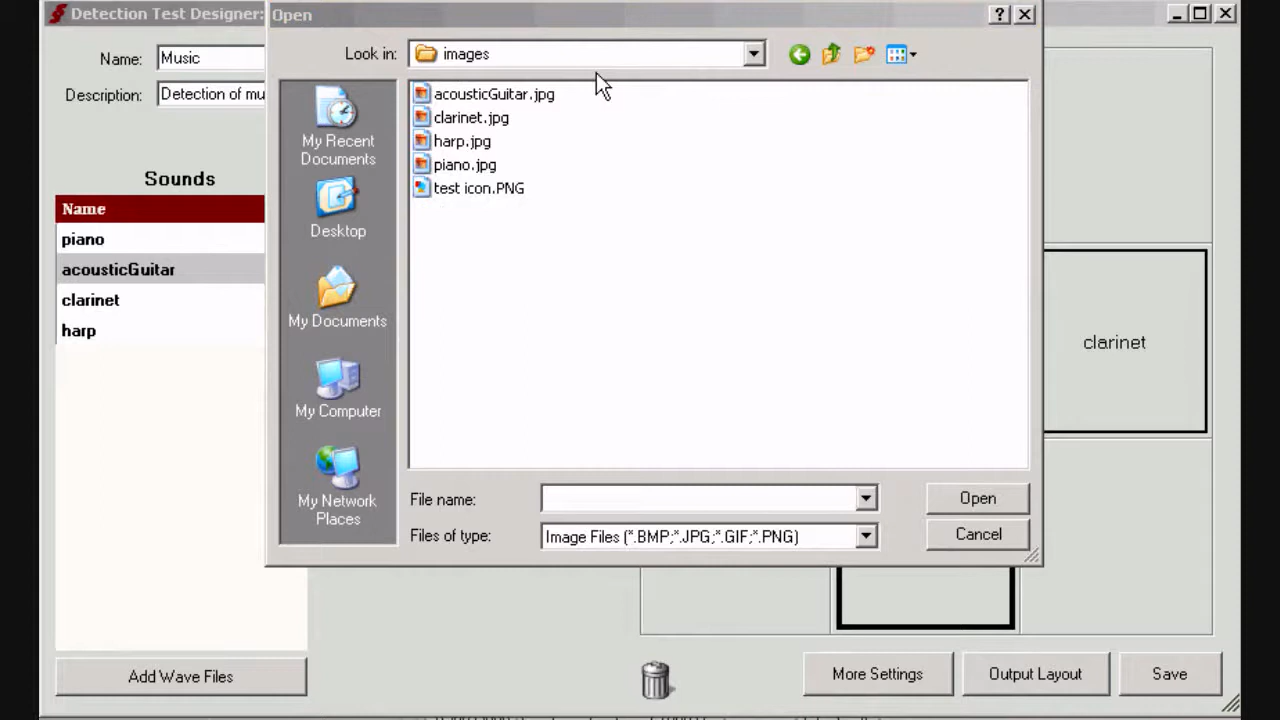 Detection Test Designer:
Open
Name:
Music
Look in:
images
Description:
Detection of mu
acousticGuitar.jpg
clarinet.jpg
harp.jpg
piano.jpg
test icon.PNG
My Recent
Documents
Desktop
My Documents
My Computer
My Network
Places
Sounds
Name
piano
acousticGuitar
clarinet
harp
clarinet
File name:
Open
Files of type:
Image Files (*.BMP;*.JPG;*.GIF;*.PNG)
Cancel
Add Wave Files
More Settings
Output Layout
Save